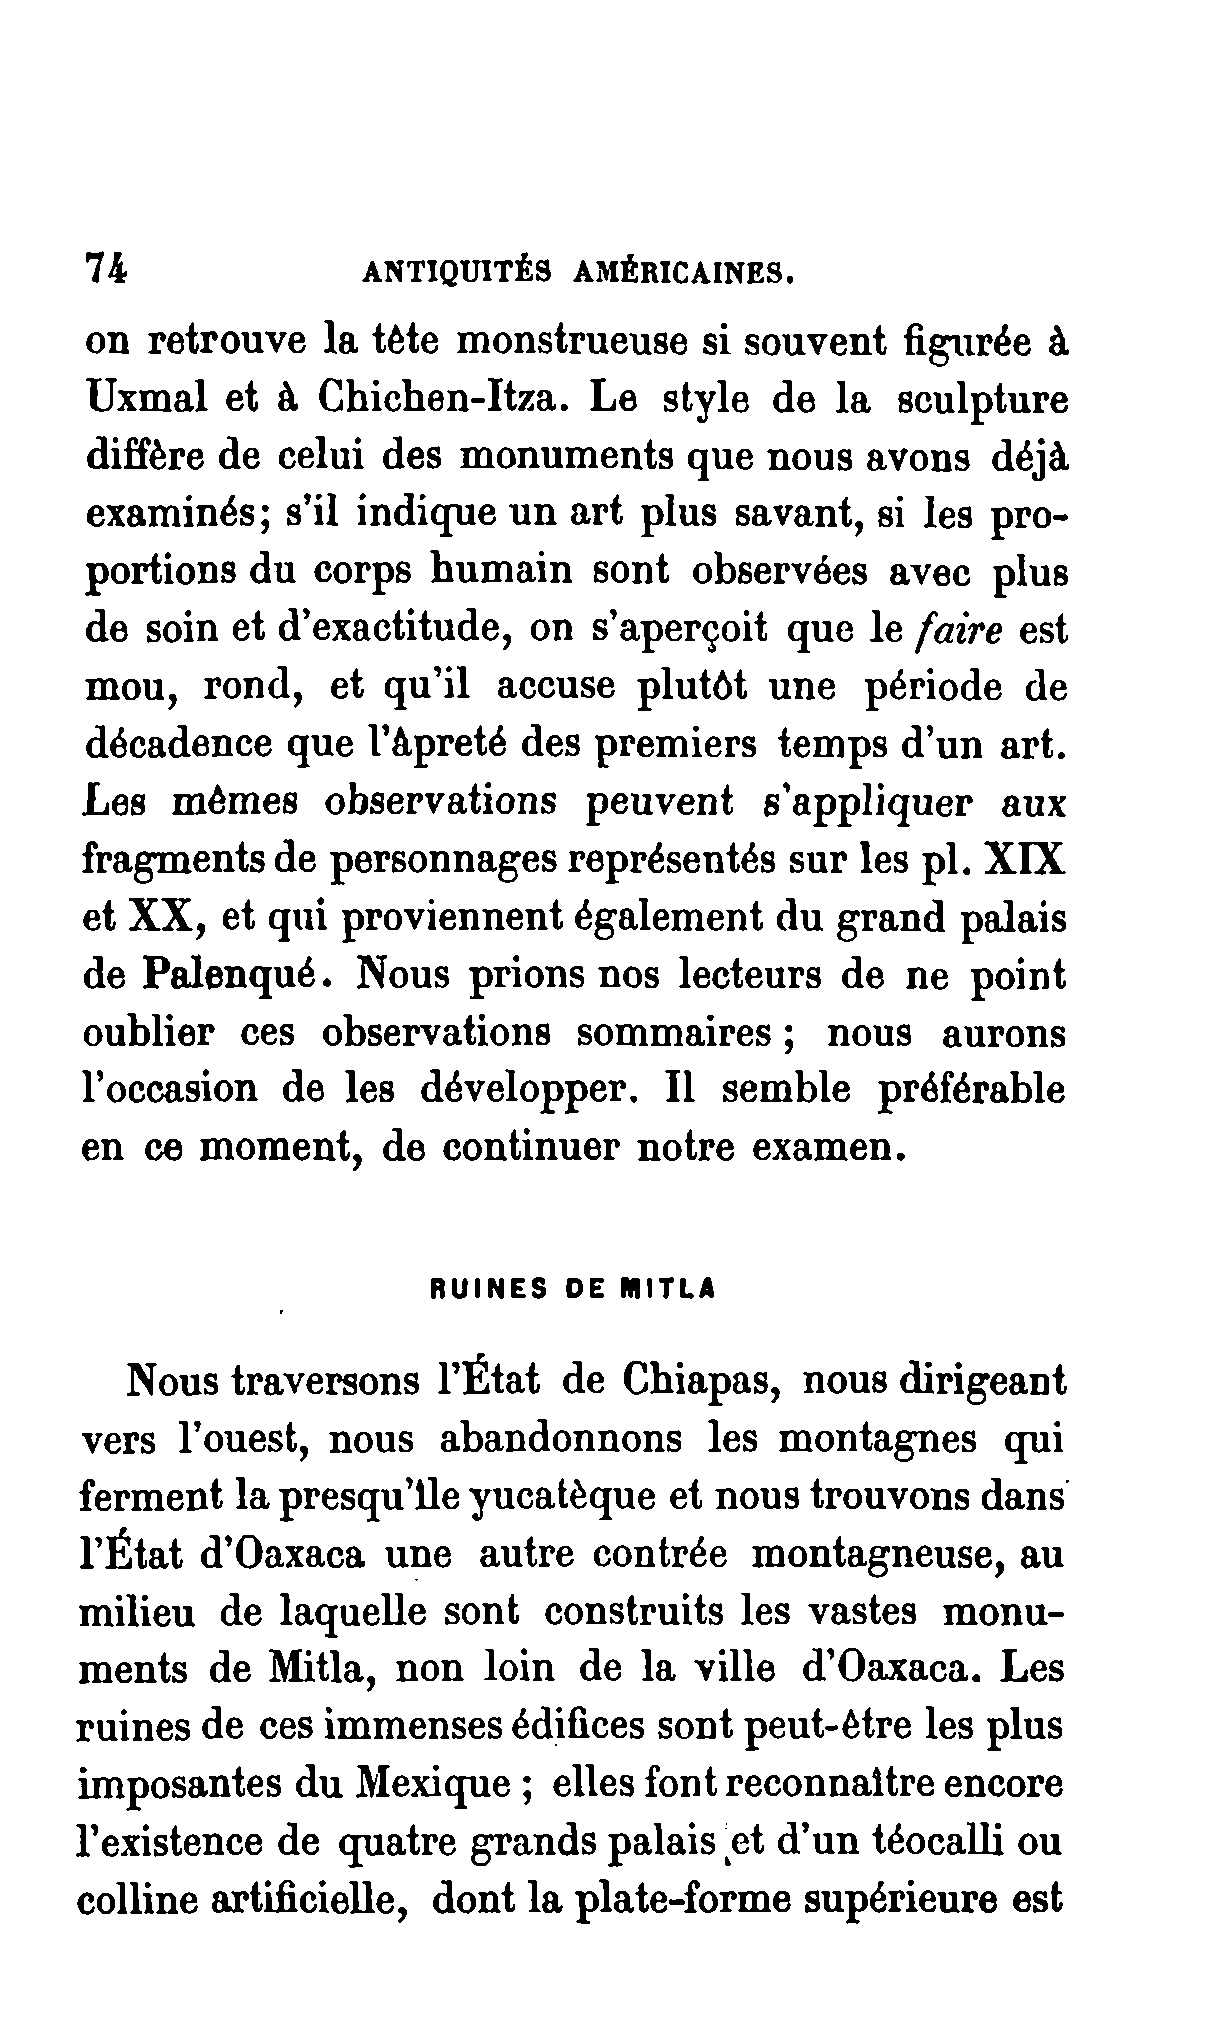 74 ANTIQUITÉS AMÉRICAINES.
on retrouve la tête monstrueuse si souvent figurée à
Uxmal et à Chichen-Itza. Le style de la sculpture
diffère de celui des monuments que nous avons déjà
examinés; s'il indique un art plus savant, si les pro-
portions du corps humain sont observées avec plus
de soin et d'exactitude, on s'aperçoit que le faire est
mou, rond, et qu'il accuse plutôt une période de
décadence que l'âpreté des premiers temps d'un art.
Les mêmes observations peuvent s'appliquer aux
fragments de personnages représentés sur les pl. XIX
et XX, et qui proviennent également du grand palais
de Palenqué. Nous prions nos lecteurs de ne point
oublier ces observations sommaires ; nous aurons
l'occasion de les développer. Il semble préférable
en ce moment, de continuer notre examen.
RUINES DE MITLA
Nous traversons l'État de Chiapas, nous dirigeant
vers l'ouest, nous abandonnons les montagnes qui
ferment la presqu'île yucatèque et nous trouvons dans
l'État d'Oaxaca une autre contrée montagneuse, au
milieu de laquelle sont construits les vastes monu-
ments de Mitla, non loin de la ville d'Oaxaca. Les
ruines de ces immenses édifices sont peut-être les plus
imposantes du Mexique ; elles font reconnaître encore
l'existence de quatre grands palais et d'un téocalli ou
colline artificielle, dont la plate-forme supérieure est